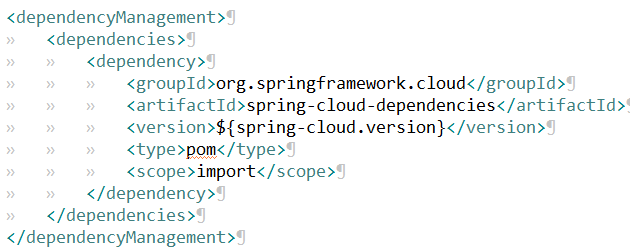 <dependencyManagement>¶
» <dependencies>¶
» » <dependency>¶
» » » <groupId>org.springframework.cloud</groupId>¶
» » » <artifactId>spring-cloud-dependencies</artifactId>¶
» » » <version>${spring-cloud.version}</version>¶
» » » <type>pom</type>¶
» » » <scope>import</scope>¶
» » </dependency>¶
» </dependencies>¶
</dependencyManagement>¶